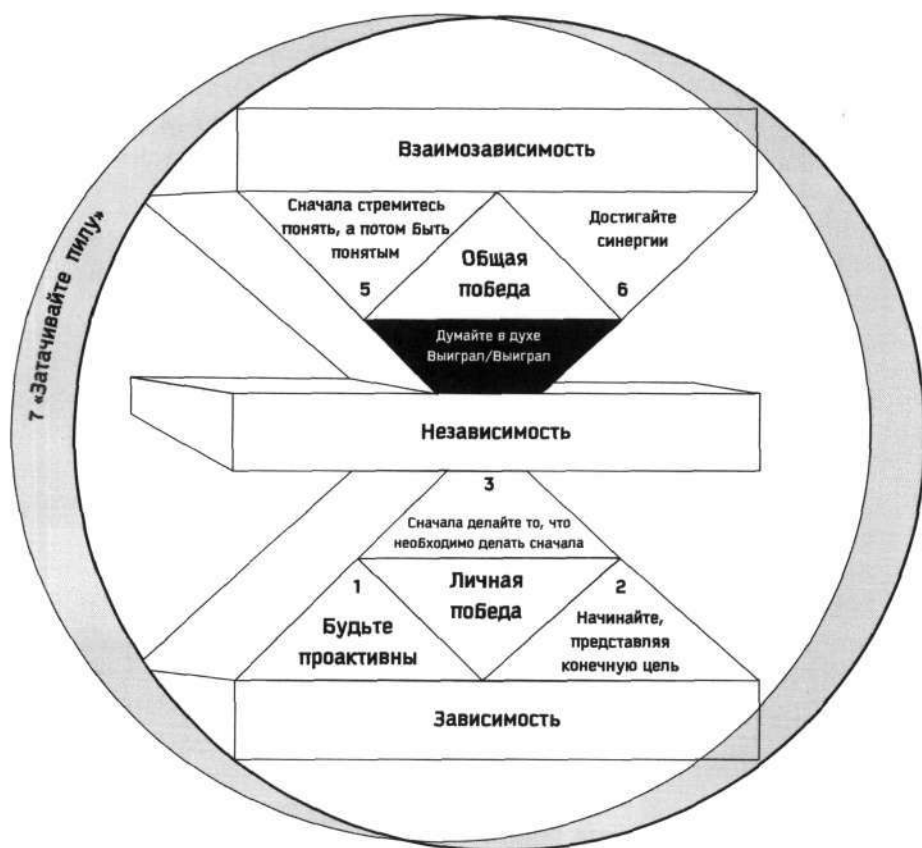 7 «Затачивайте пилу»
Взаимозависимость
Сначала стремитесь
понять, а потом быть
понятым
5
Общая
победа
Достигайте
синергии
6
Думайте в духе
Выиграл/Выиграл
Независимость
3
Сначала делайте то, что
необходимо делать сначала
1
Будьте
проактивны
Личная
победа
2
Начинайте,
представляя
конечную цель
Зависимость